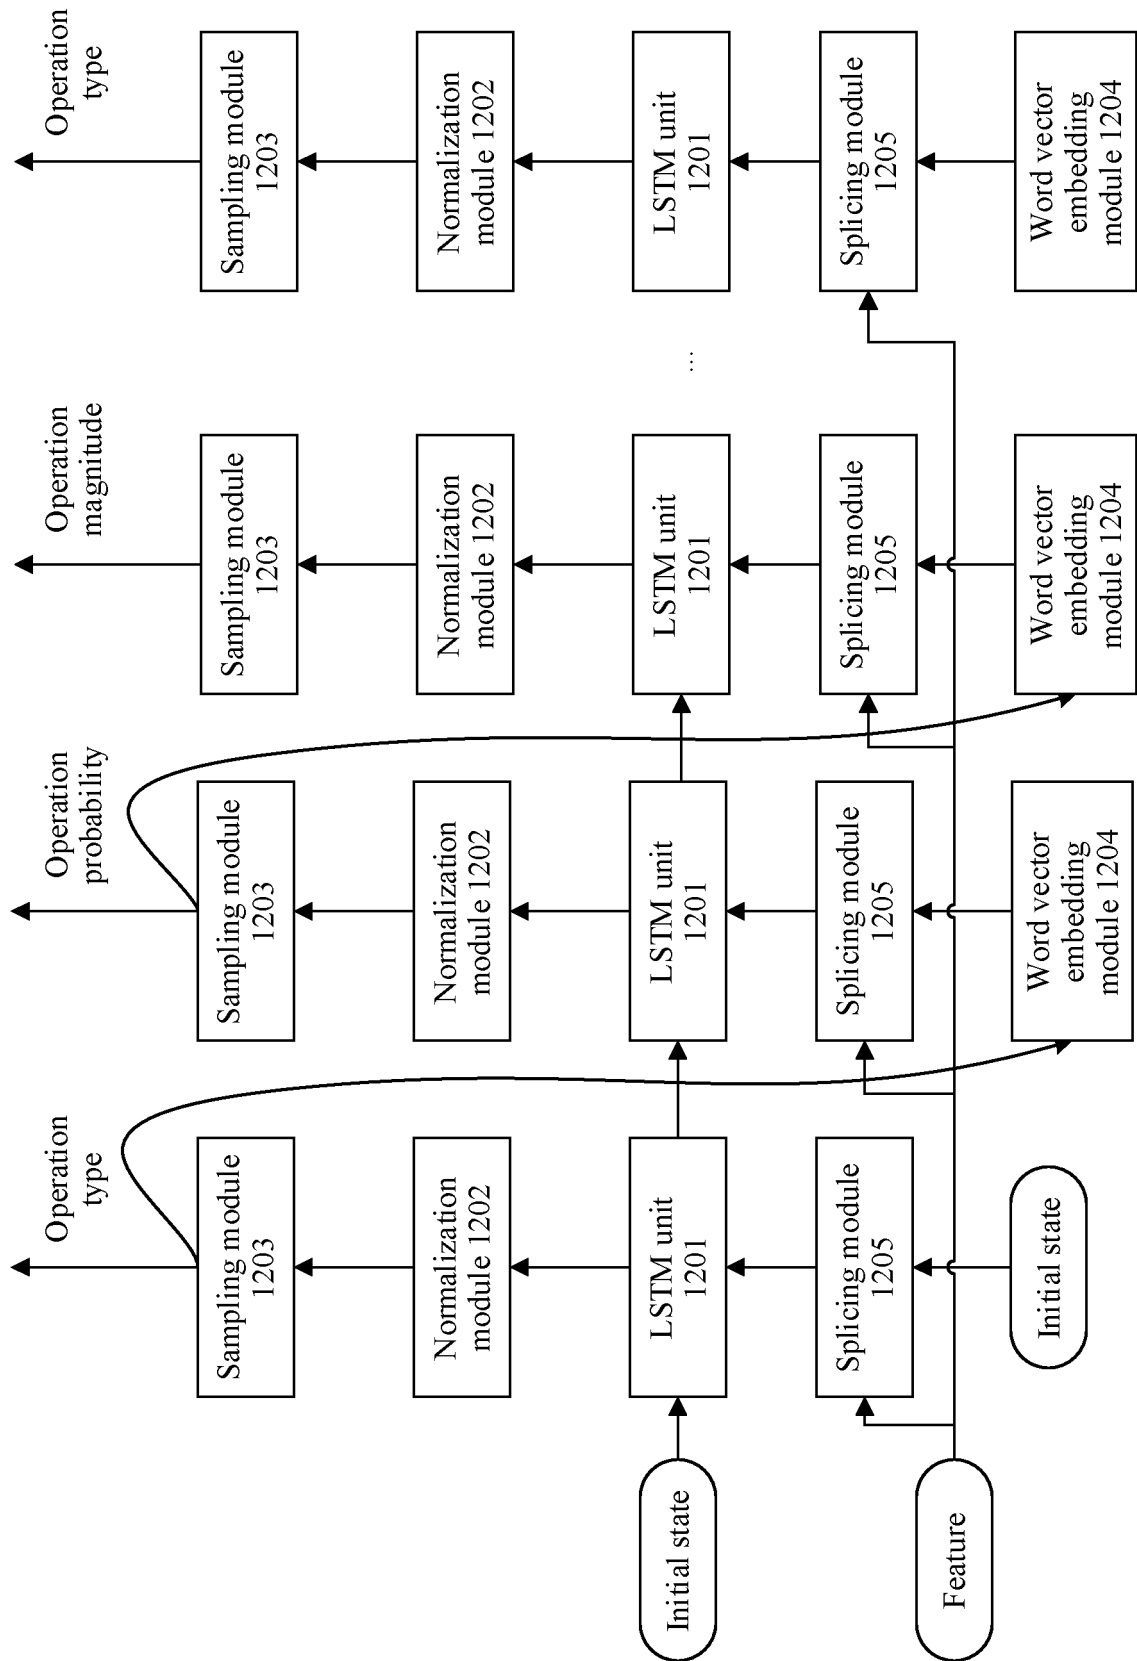 Operation
type
Operation
probability
Operation
magnitude
Operation
type
Sampling module
1203
Sampling module
1203
Sampling module
1203
Sampling module
1203
Normalization
module 1202
Normalization
module 1202
Normalization
module 1202
Normalization
module 1202
Initial state
LSTM unit
1201
LSTM unit
1201
LSTM unit
1201
...
LSTM unit
1201
Splicing module
1205
Splicing module
1205
Splicing module
1205
Splicing module
1205
Feature
Initial state
Word vector
embedding
module 1204
Word vector
embedding
module 1204
Word vector
embedding
module 1204